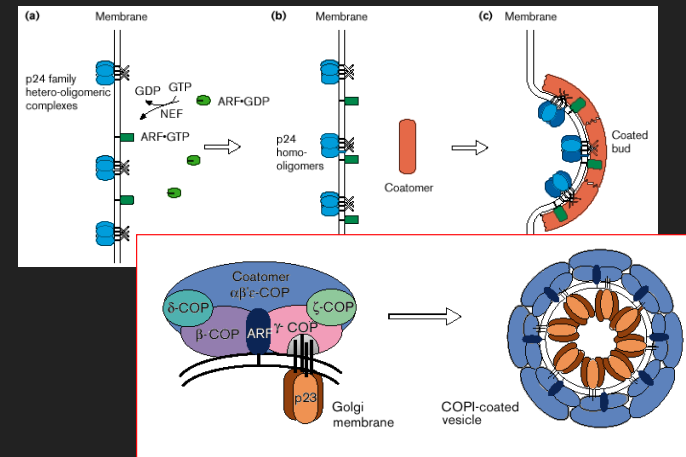 (a)
Membrane
p24 family
hetero-oligomeric
complexes
GDP
GTP
NEF
ARF•GDP
ARF•GTP
(b)
Membrane
p24
homo-
oligomers
Coatomer
(c)
Membrane
Coated
bud
Coatomer
αβ'ε-COP
δ-COP
ζ-COP
β-COP
ARF
γ- COP
p23
Golgi
membrane
COPI-coated
vesicle